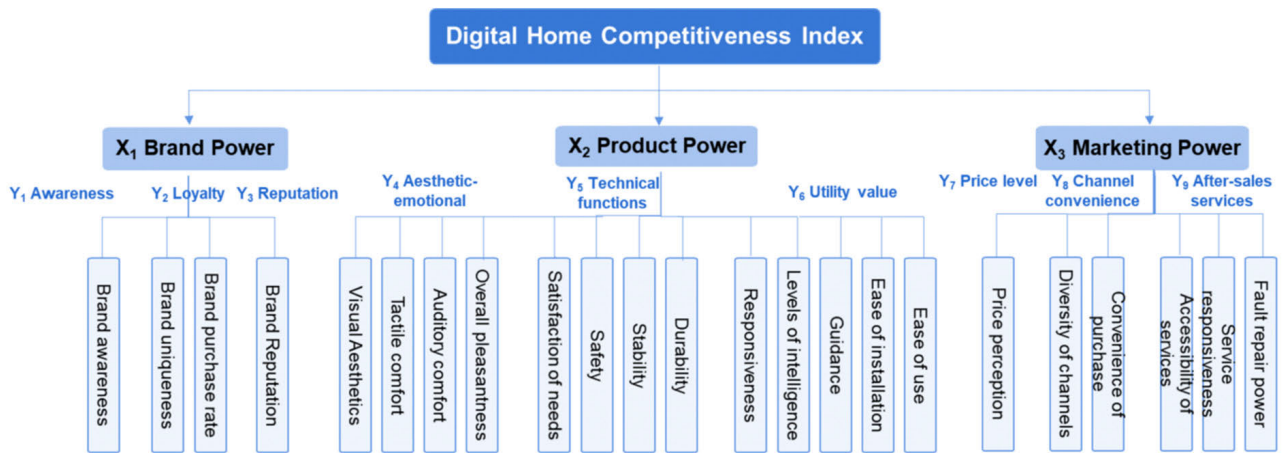 Digital Home Competitiveness Index
X₁ Brand Power
X₂ Product Power
X₃ Marketing Power
Y₁ Awareness
Y₂ Loyalty
Y₃ Reputation
Y₄ Aesthetic-
emotional
Y₅ Technical
functions
Y₆ Utility value
Y₇ Price level
Y₈ Channel
convenience
Y₉ After-sales
services
Brand awareness
Brand uniqueness
Brand purchase rate
Brand Reputation
Visual Aesthetics
Tactile comfort
Auditory comfort
Overall pleasantness
Satisfaction of needs
Safety
Stability
Durability
Responsiveness
Levels of intelligence
Guidance
Ease of installation
Ease of use
Price perception
Diversity of channels
Convenience of
purchase
Accessibility of
services
Service
responsiveness
Fault repair power